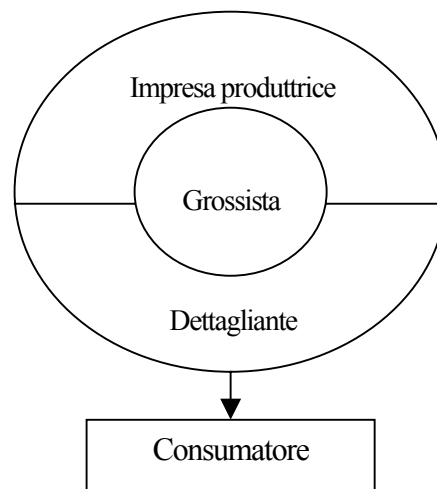 Impresa produttrice
Grossista
Dettagliante
Consumatore